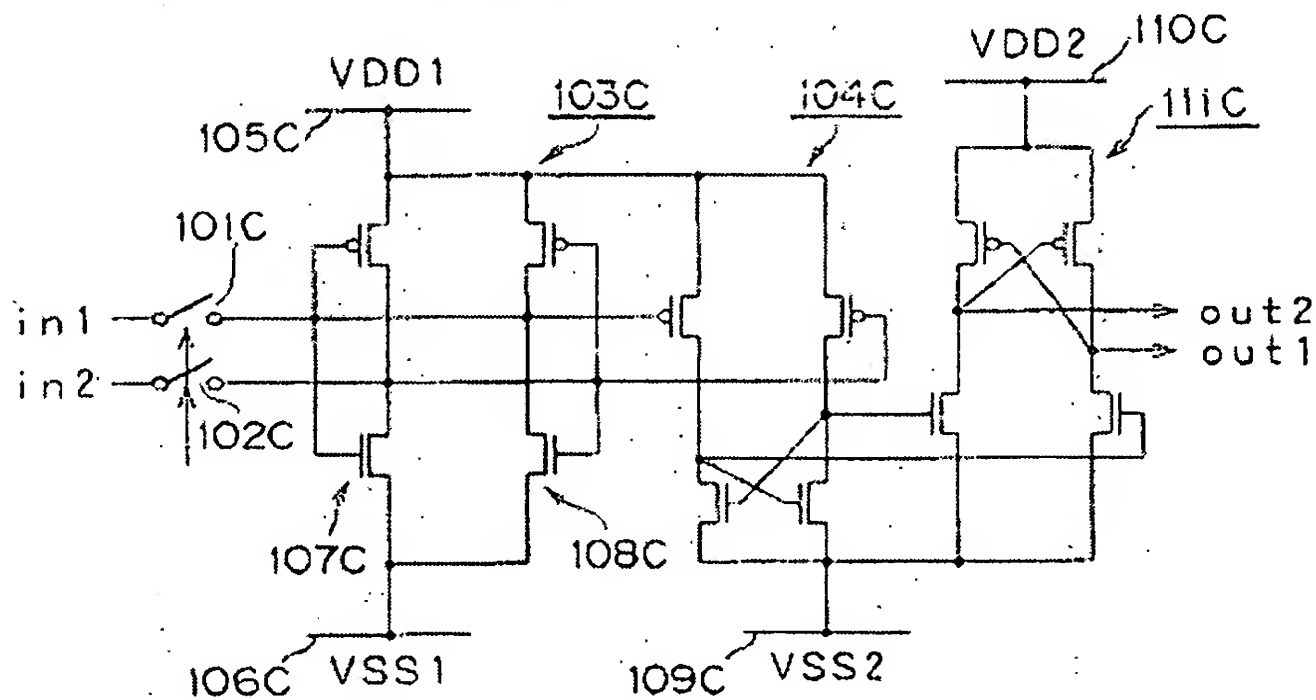 VDD1
VDD2
110C
105C
103C
104C
111C
101C
in1
in2
102C
out2
out1
107C
108C
106C
VSS1
109C
VSS2